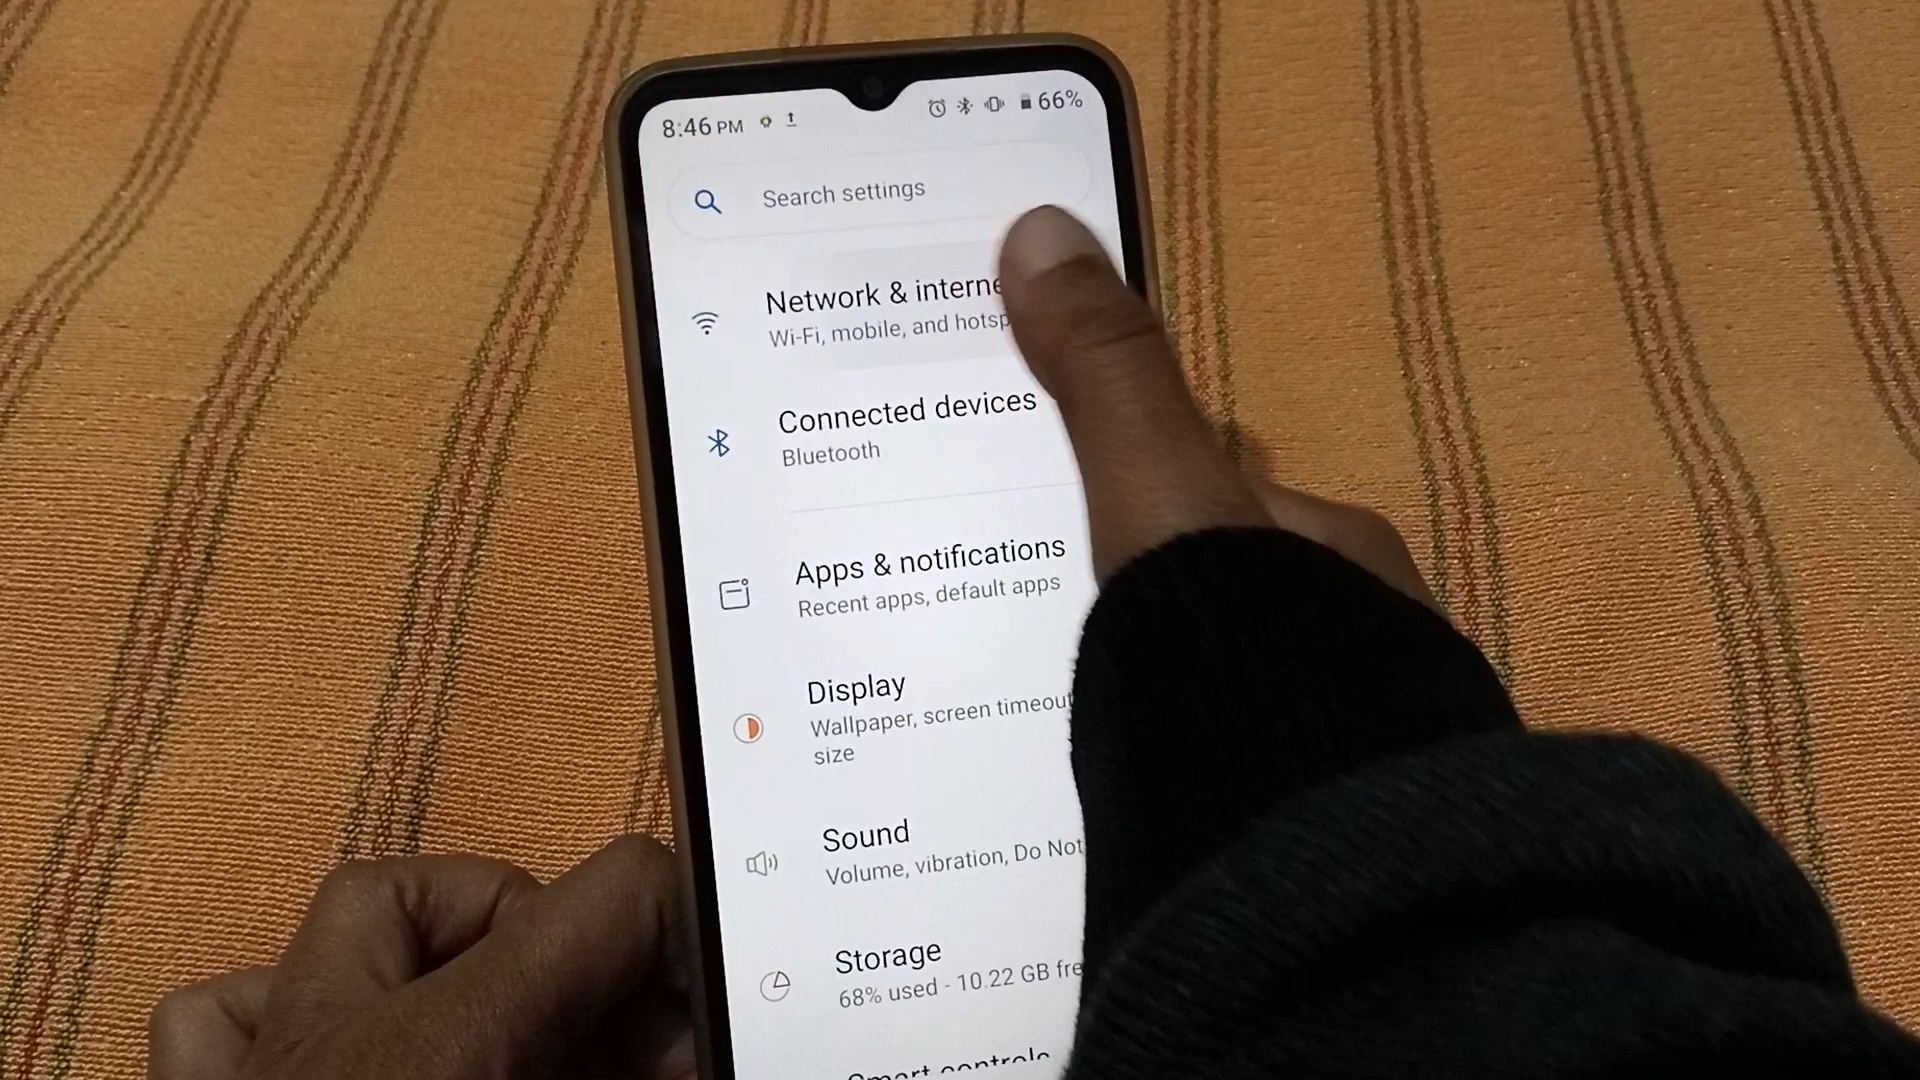 8:46 PM 66%
Search settings
Network & interne
Wi-Fi, mobile, and hotsp
Connected devices
Bluetooth
Apps & notifications
Recent apps, default apps
Display
Wallpaper, screen timeout
size
Sound
Volume, vibration, Do Not
Storage
68% used - 10.22 GB fre
Smart controls